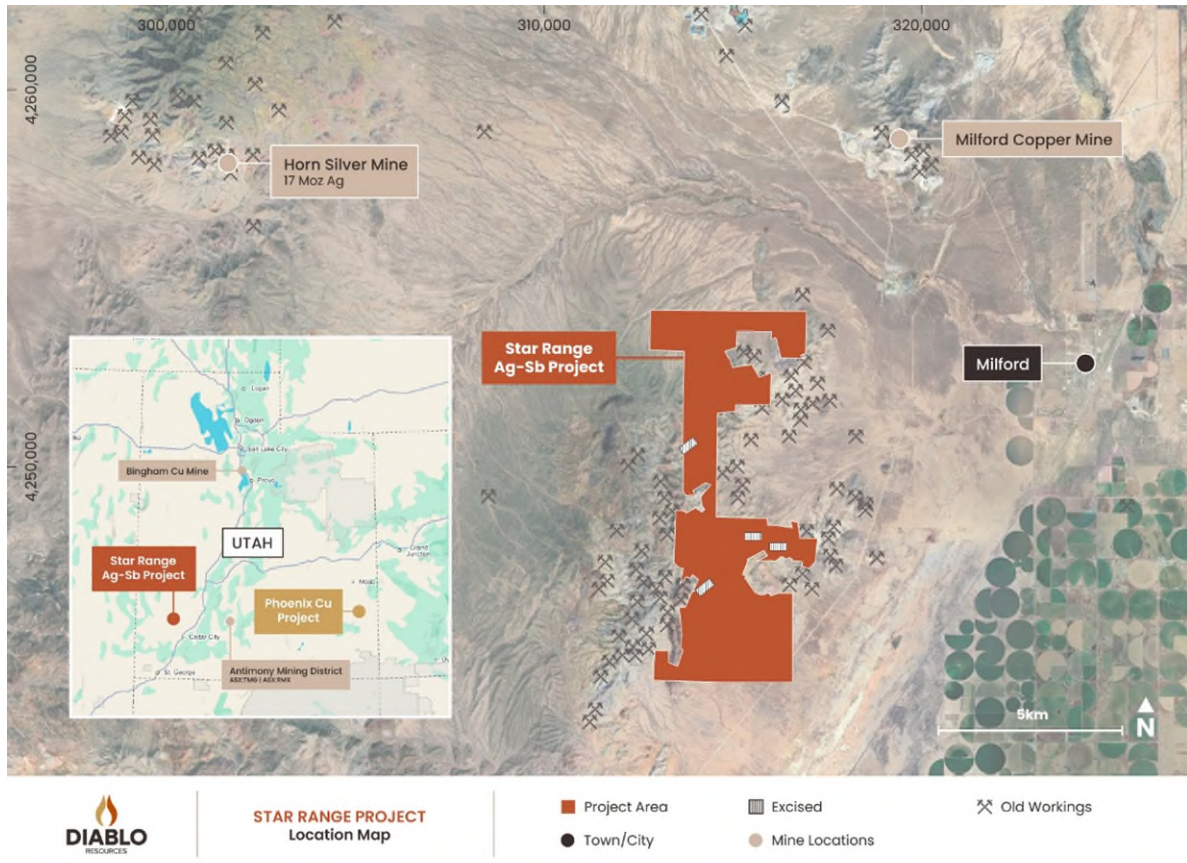 300,000
310,000
320,000
4,260,000
4,250,000
Horn Silver Mine
17 Moz Ag
Milford Copper Mine
Star Range
Ag-Sb Project
Milford
Logan
Ogden
Salt Lake City
Bingham Cu Mine
Provo
UTAH
Grand
Junction
Star Range
Ag-Sb Project
Moab
Phoenix Cu
Project
Cedar City
Antimony Mining District
ASX:TMG | ASX:RMX
St. George
5km
N
DIABLO
RESOURCES
STAR RANGE PROJECT
Location Map
Project Area
Excised
Old Workings
Town/City
Mine Locations